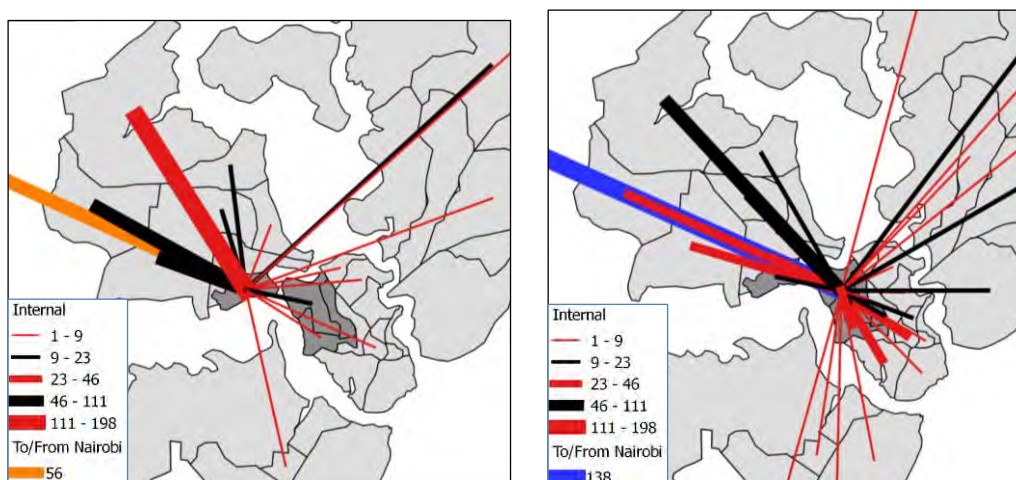 Internal
1 - 9
9 - 23
23 - 46
46 - 111
111 - 198
To/From Nairobi
56
Internal
1 - 9
9 - 23
23 - 46
46 - 111
111 - 198
To/From Nairobi
138